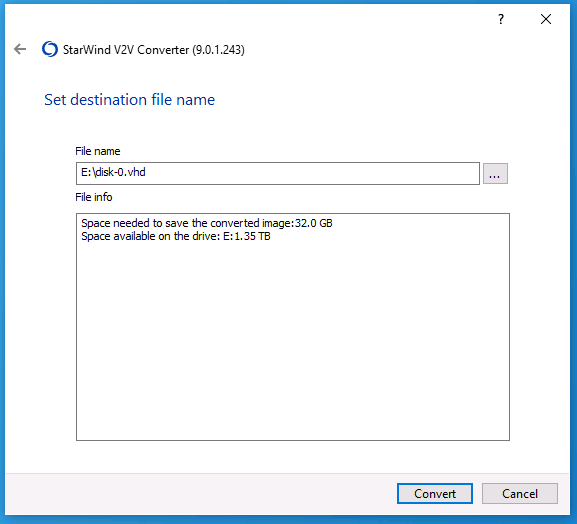 ?
StarWind V2V Converter (9.0.1.243)
Set destination file name
File name
E:\disk-0.vhd
...
File info
Space needed to save the converted image:32.0 GB
Space available on the drive: E:1.35 TB
Convert
Cancel